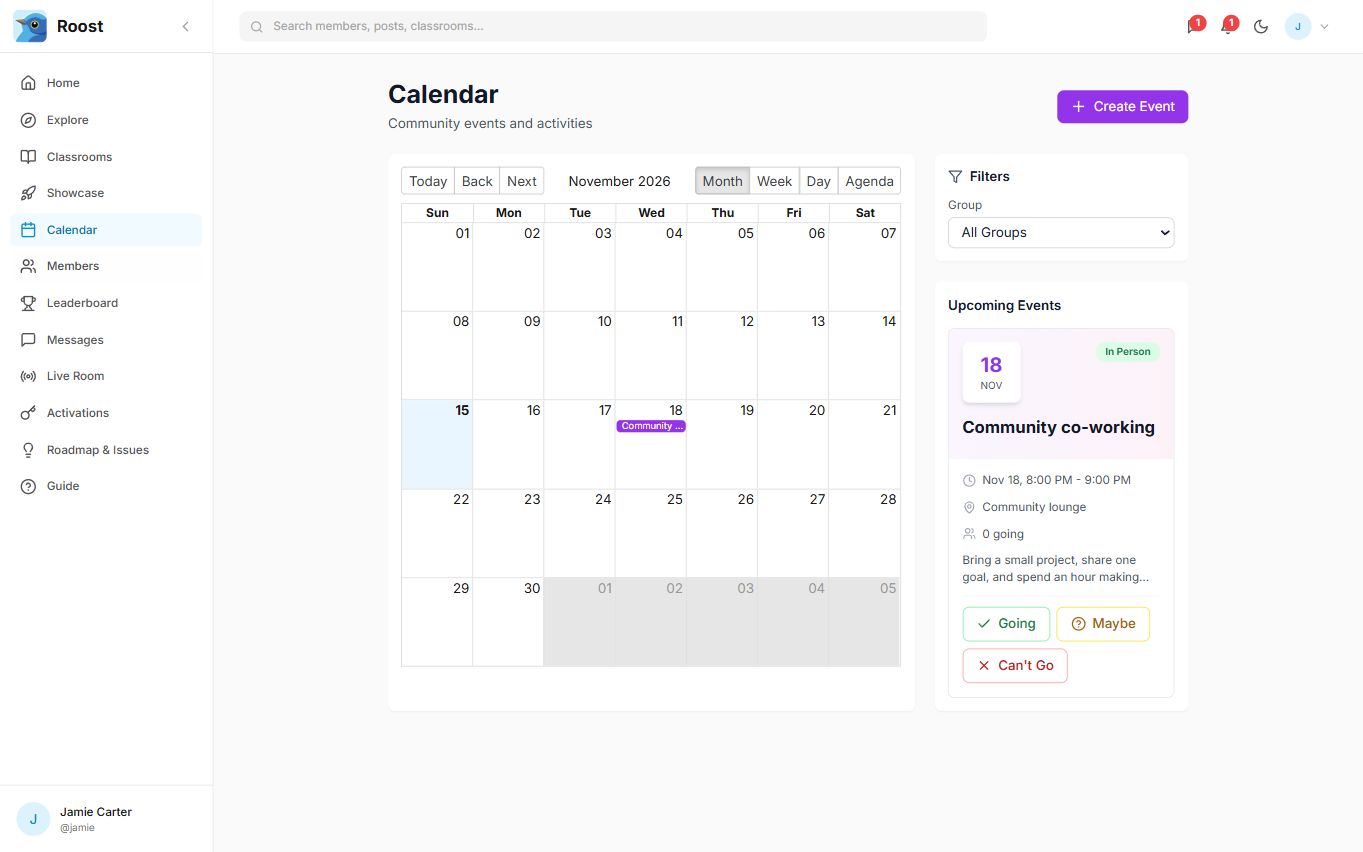 Roost
Search members, posts, classrooms...
1
1
J
Home
Explore
Classrooms
Showcase
Calendar
Members
Leaderboard
Messages
Live Room
Activations
Roadmap & Issues
Guide
J
Jamie Carter
@jamie
Calendar
Community events and activities
Create Event
Today Back Next November 2026 Month Week Day Agenda
Sun Mon Tue Wed Thu Fri Sat
01 02 03 04 05 06 07
08 09 10 11 12 13 14
15 16 17 18 19 20 21
Community ...
22 23 24 25 26 27 28
29 30 01 02 03 04 05
Filters
Group
All Groups
Upcoming Events
18
NOV
In Person
Community co-working
Nov 18, 8:00 PM - 9:00 PM
Community lounge
0 going
Bring a small project, share one
goal, and spend an hour making...
Going Maybe
Can't Go